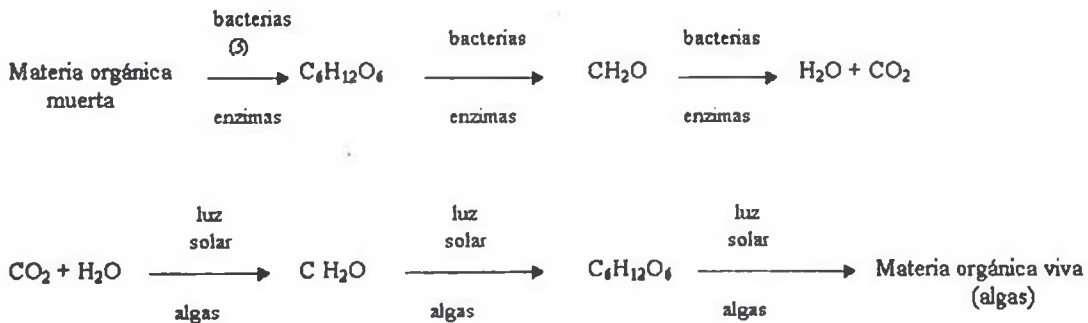 bacterias bacterias bacterias
(3)
Materia orgánica muerta ⟶ C₆H₁₂O₆ ⟶ CH₂O ⟶ H₂O + CO₂
enzimas enzimas enzimas
luz solar luz solar luz solar
CO₂ + H₂O ⟶ C H₂O ⟶ C₆H₁₂O₆ ⟶ Materia orgánica viva (algas)
algas algas algas